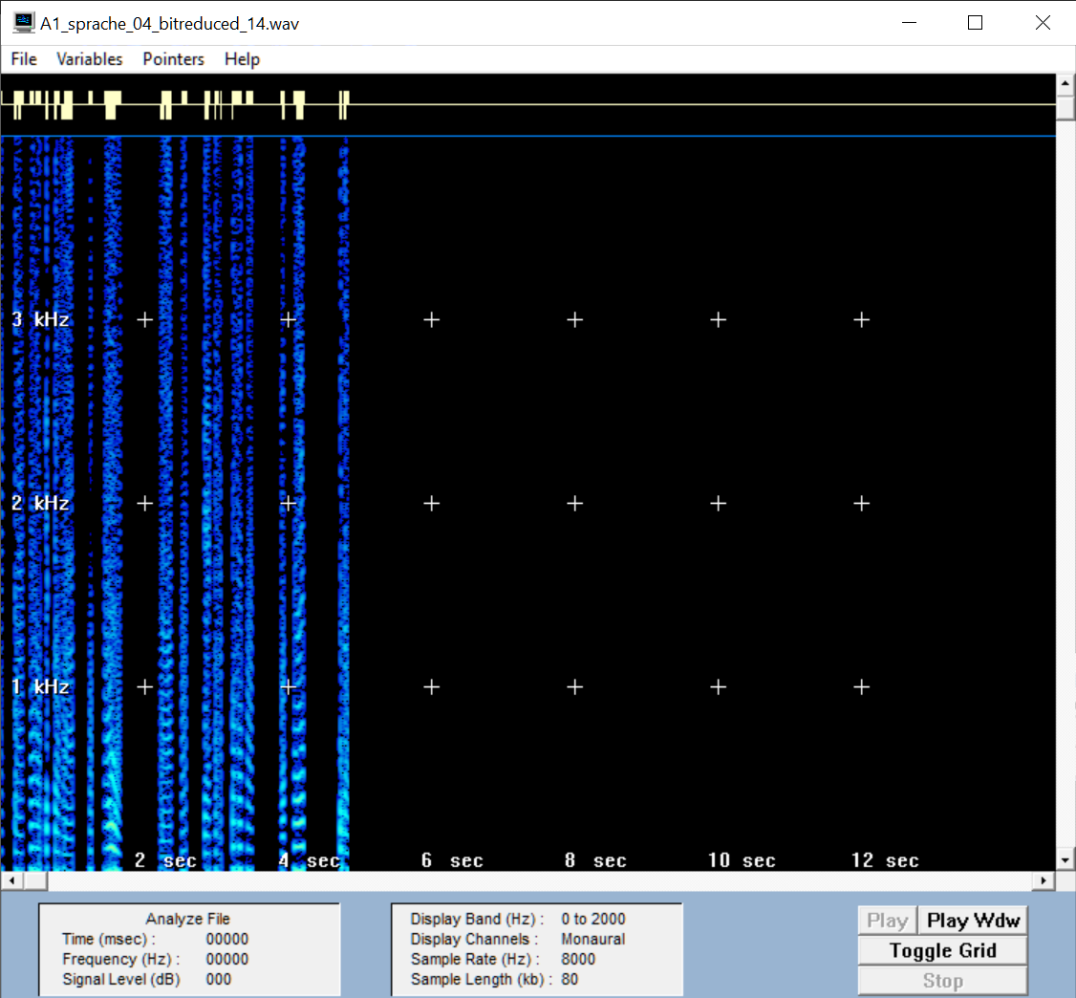 A1_sprache_04_bitreduced_14.wav
File Variables Pointers Help
3 kHz
2 kHz
1 kHz
2 sec 4 sec 6 sec 8 sec 10 sec 12 sec
Analyze File
Time (msec) : 00000
Frequency (Hz) : 00000
Signal Level (dB) 000
Display Band (Hz) : 0 to 2000
Display Channels : Monaural
Sample Rate (Hz) : 8000
Sample Length (kb) : 80
Play Play Wdw
Toggle Grid
Stop